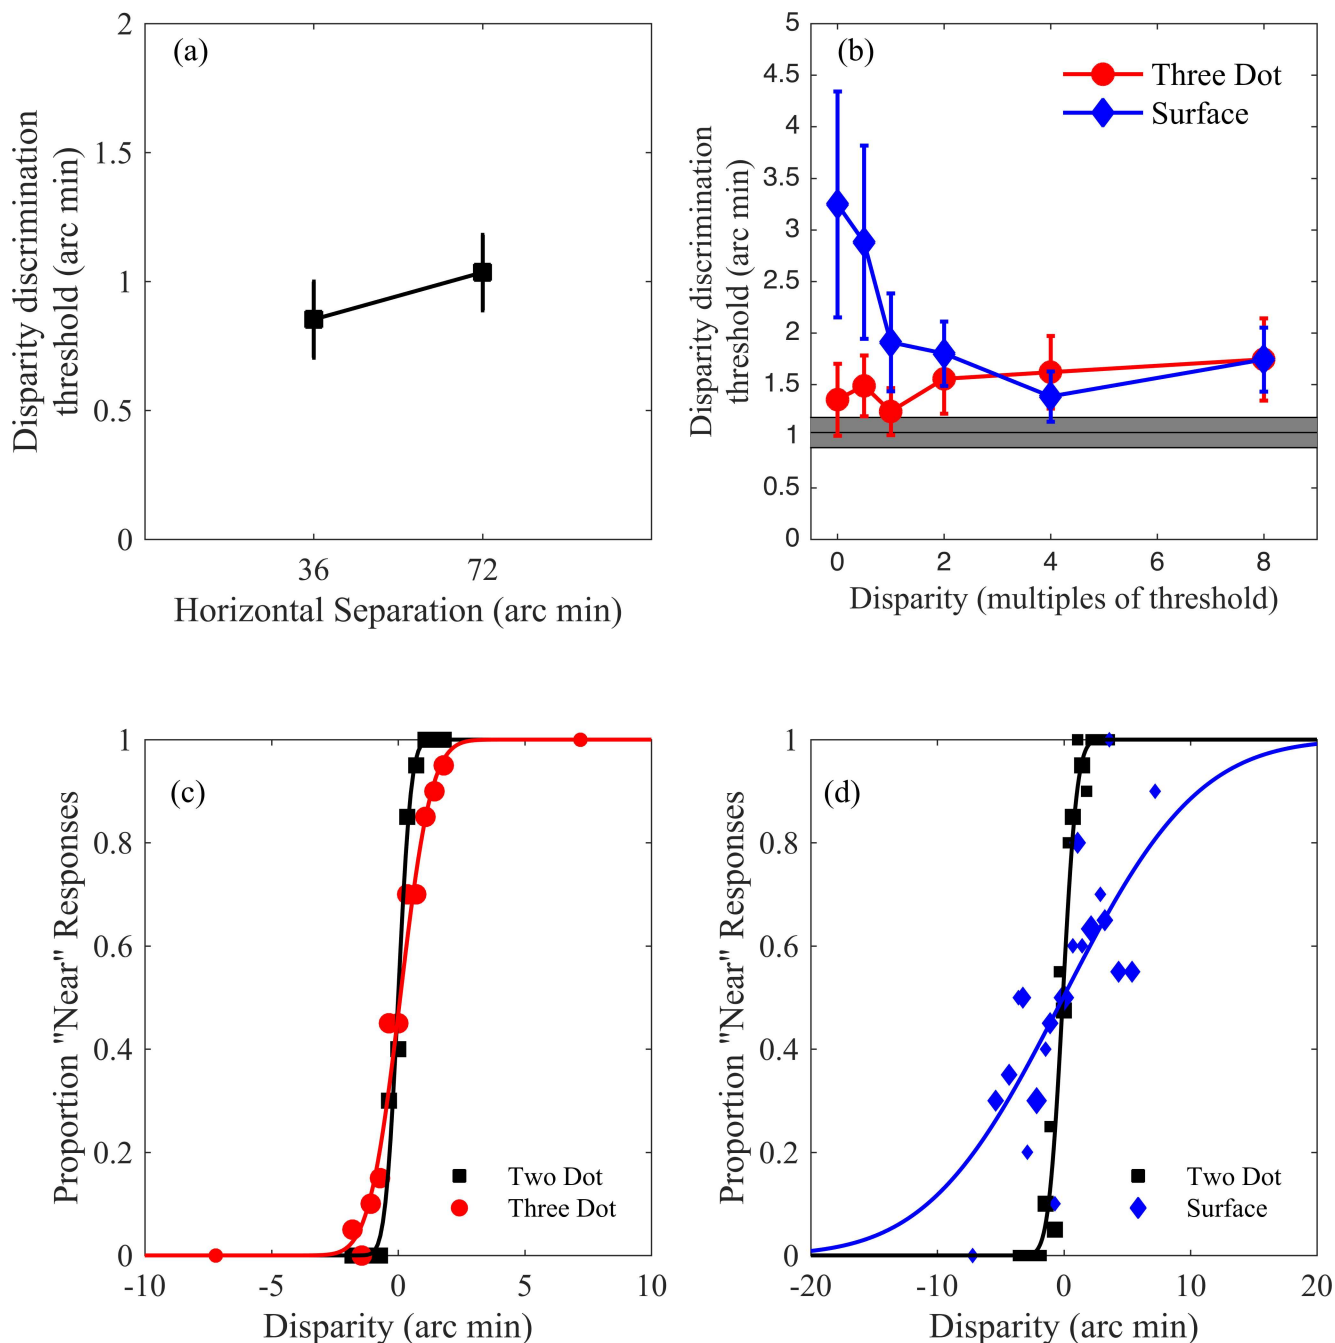 (a)
2
1.5
1
0.5
0
36
72
Disparity discrimination
threshold (arc min)
Horizontal Separation (arc min)
(b)
Three Dot
Surface
5
4.5
4
3.5
3
2.5
2
1.5
1
0.5
0
0
2
4
6
8
Disparity discrimination
threshold (arc min)
Disparity (multiples of threshold)
(c)
1
0.8
0.6
0.4
0.2
0
-10
-5
0
5
10
Two Dot
Three Dot
Proportion "Near" Responses
Disparity (arc min)
(d)
1
0.8
0.6
0.4
0.2
0
-20
-10
0
10
20
Two Dot
Surface
Proportion "Near" Responses
Disparity (arc min)